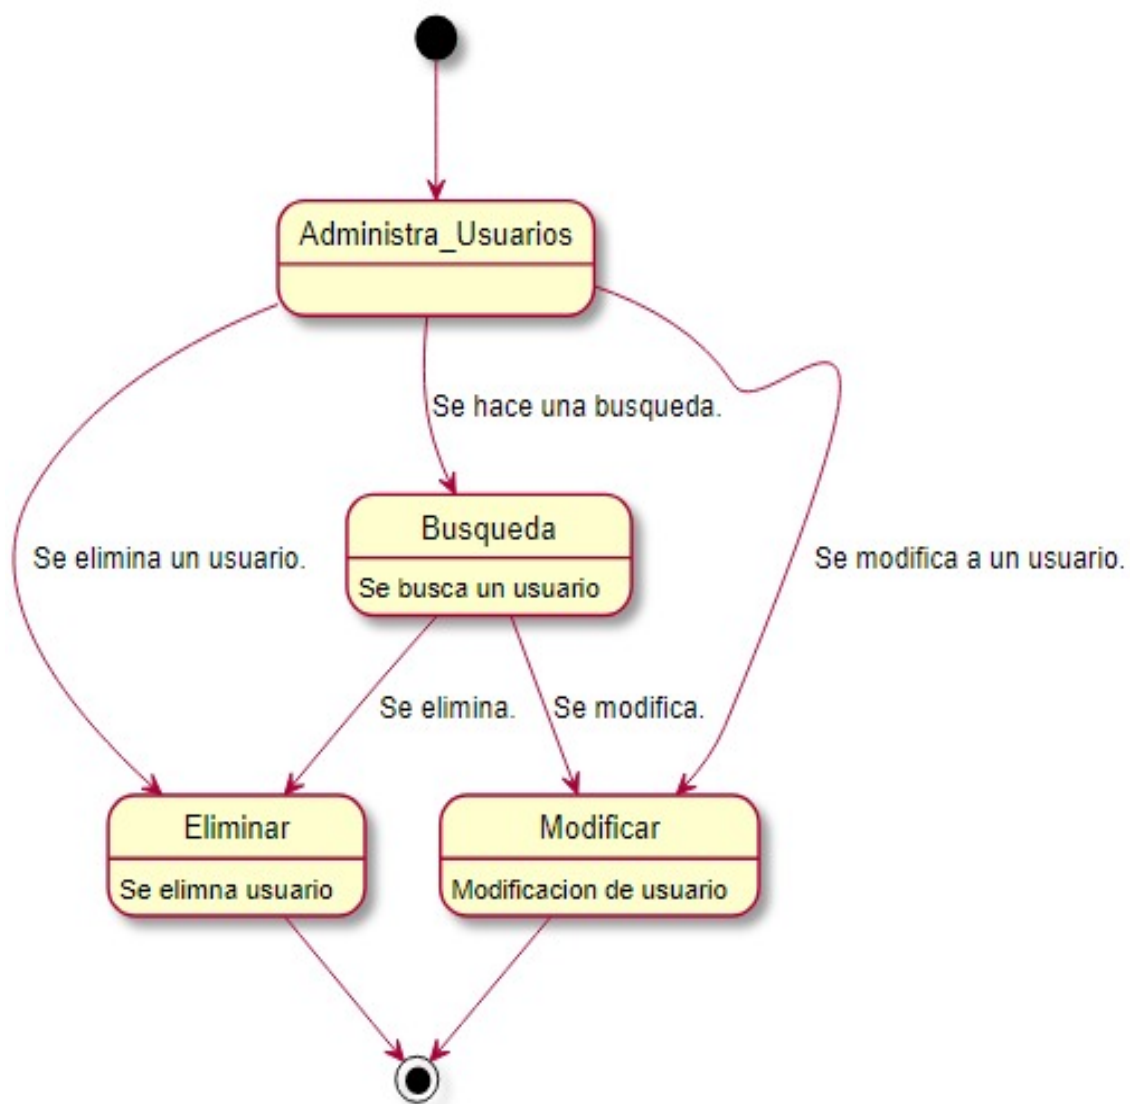 Administra_Usuarios
Se hace una busqueda.
Busqueda
Se busca un usuario
Se elimina un usuario.
Se modifica a un usuario.
Se elimina.
Se modifica.
Eliminar
Se elimna usuario
Modificar
Modificacion de usuario